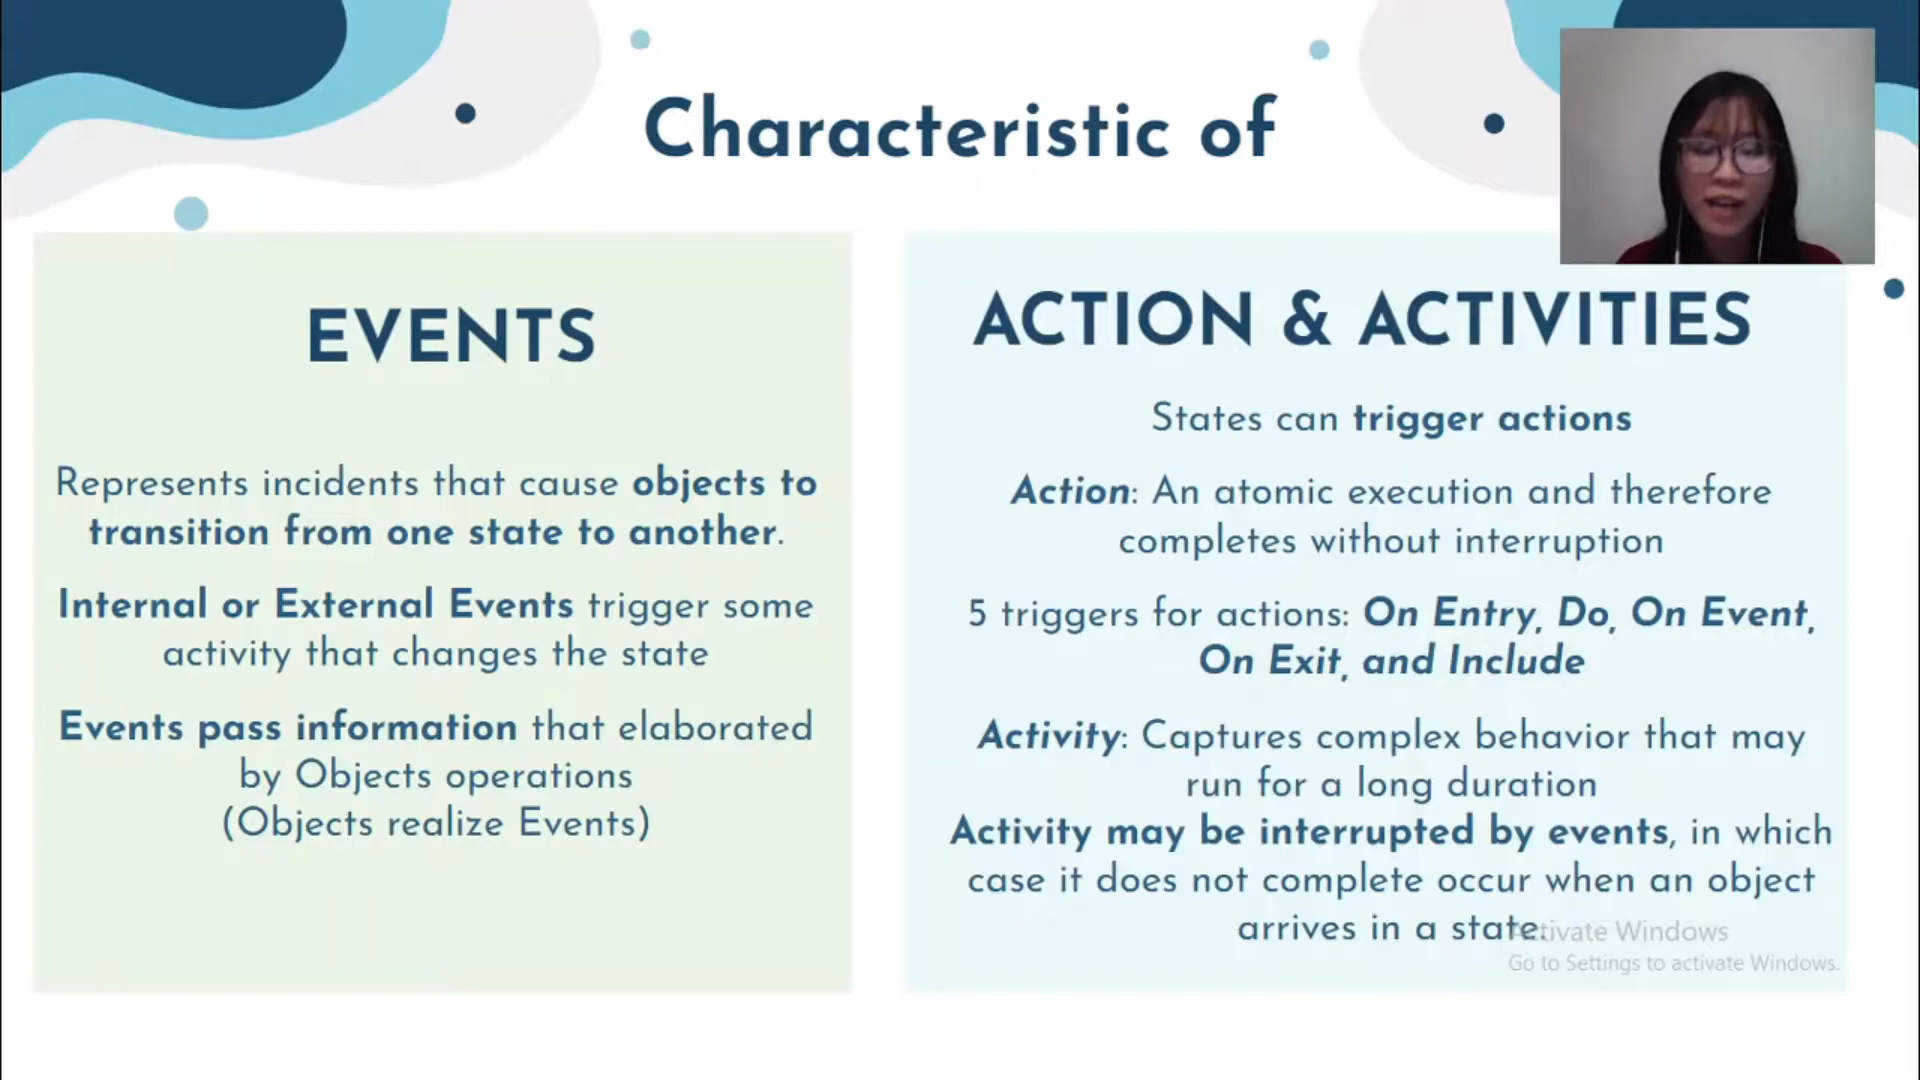 Characteristic of
EVENTS
Represents incidents that cause objects to
transition from one state to another.
Internal or External Events trigger some
activity that changes the state
Events pass information that elaborated
by Objects operations
(Objects realize Events)
ACTION & ACTIVITIES
States can trigger actions
Action: An atomic execution and therefore
completes without interruption
5 triggers for actions: On Entry, Do, On Event,
On Exit, and Include
Activity: Captures complex behavior that may
run for a long duration
Activity may be interrupted by events, in which
case it does not complete occur when an object
arrives in a state.
Activate Windows
Go to Settings to activate Windows.